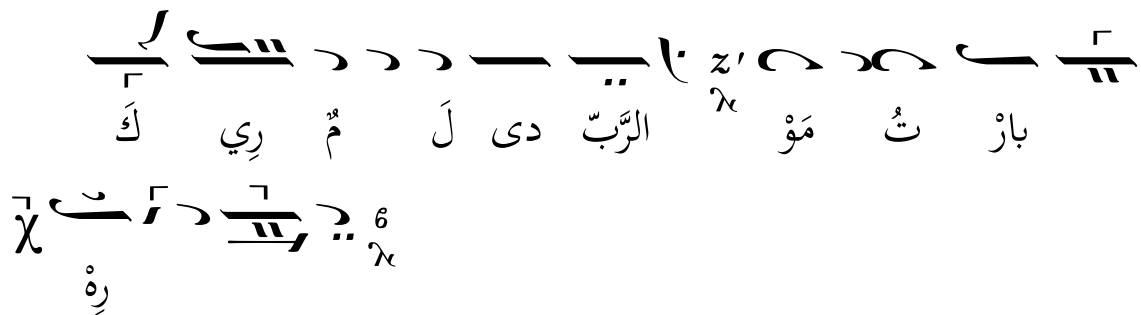 كَ رِي مٌ لَ دى الرَّبّ مَوْ تُ بارْ
رِهْ